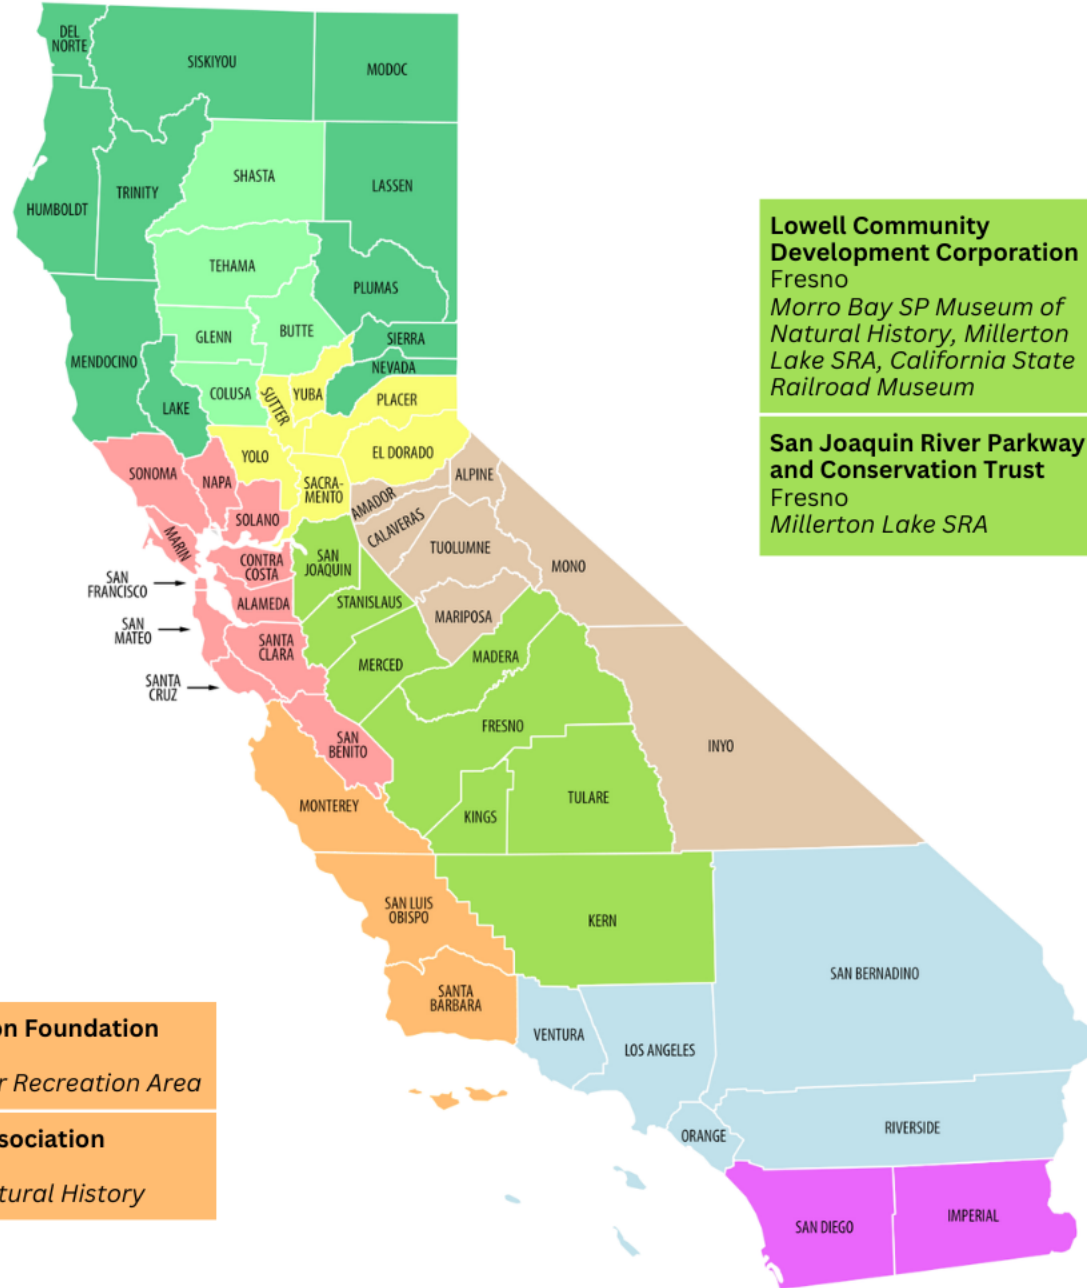 DEL
NORTE
SISKIYOU
MODOC
HUMBOLDT
TRINITY
SHASTA
LASSEN
TEHAMA
PLUMAS
GLENN
BUTTE
SIERRA
MENDOCINO
NEVADA
COLUSA
LAKE
SUTTER
YUBA
PLACER
YOLO
EL DORADO
SONOMA
NAPA
SACRA-
MENTO
ALPINE
AMADOR
SOLANO
CALAVERAS
MARIN
TUOLUMNE
CONTRA
COSTA
SAN
JOAQUIN
MONO
SAN
FRANCISCO
ALAMEDA
STANISLAUS
MARIPOSA
SAN
MATEO
SANTA
CLARA
MERCED
MADERA
SANTA
CRUZ
FRESNO
SAN
BENITO
INYO
MONTEREY
KINGS
TULARE
SAN LUIS
OBISPO
KERN
SANTA
BARBARA
SAN BERNADINO
VENTURA
LOS ANGELES
ORANGE
RIVERSIDE
SAN DIEGO
IMPERIAL
Lowell Community
Development Corporation
Fresno
Morro Bay SP Museum of
Natural History, Millerton
Lake SRA, California State
Railroad Museum
San Joaquin River Parkway
and Conservation Trust
Fresno
Millerton Lake SRA
on Foundation
r Recreation Area
sociation
tural History